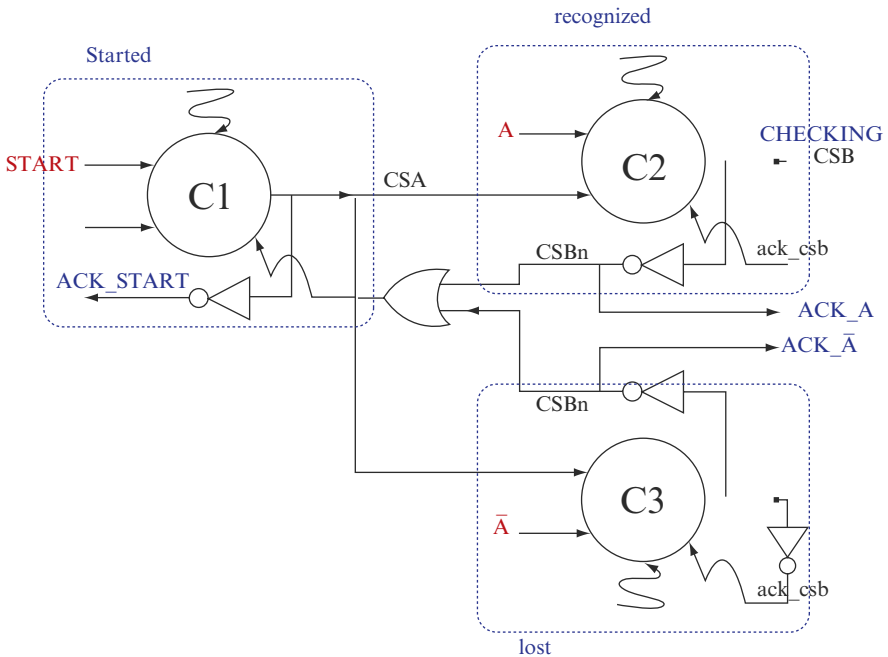 recognized
Started
A
CHECKING
CSB
START
C1
CSA
C2
CSBn
ack_csb
ACK_START
ACK_A
ACK_Ā
CSBn
C3
Ā
ack_csb
lost